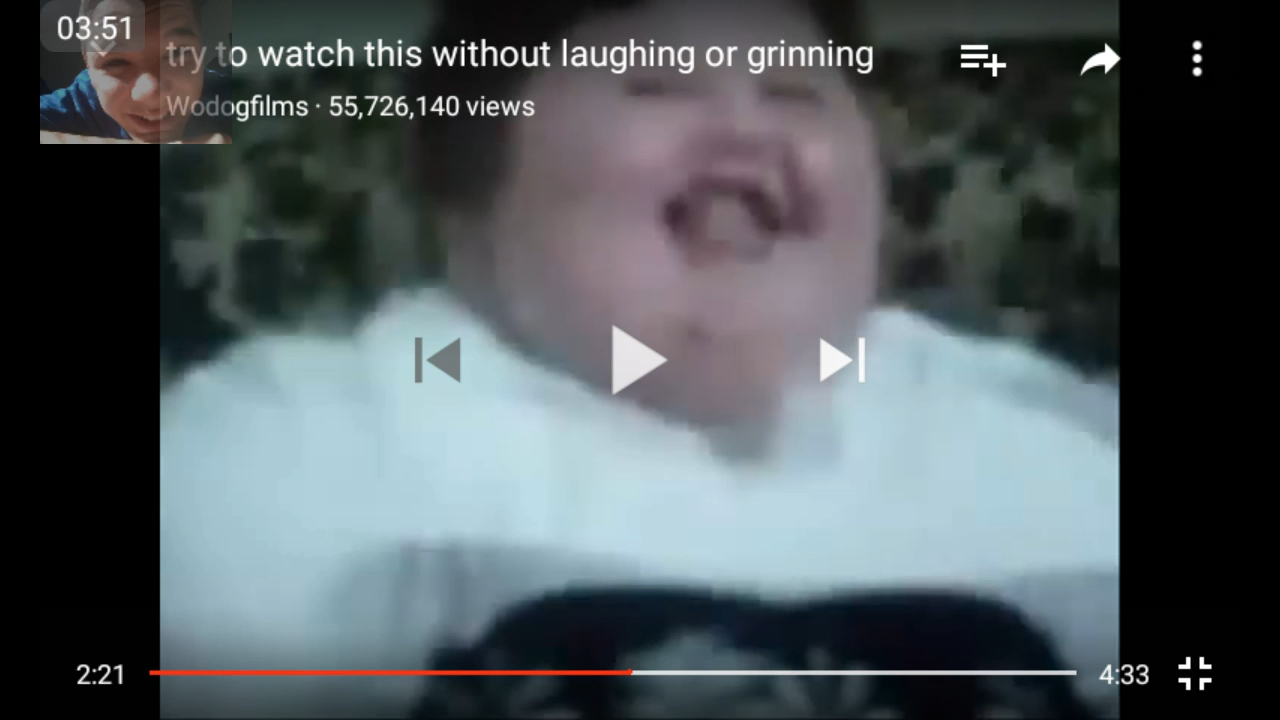 03:51
try to watch this without laughing or grinning
Wodogfilms · 55,726,140 views
2:21
4:33